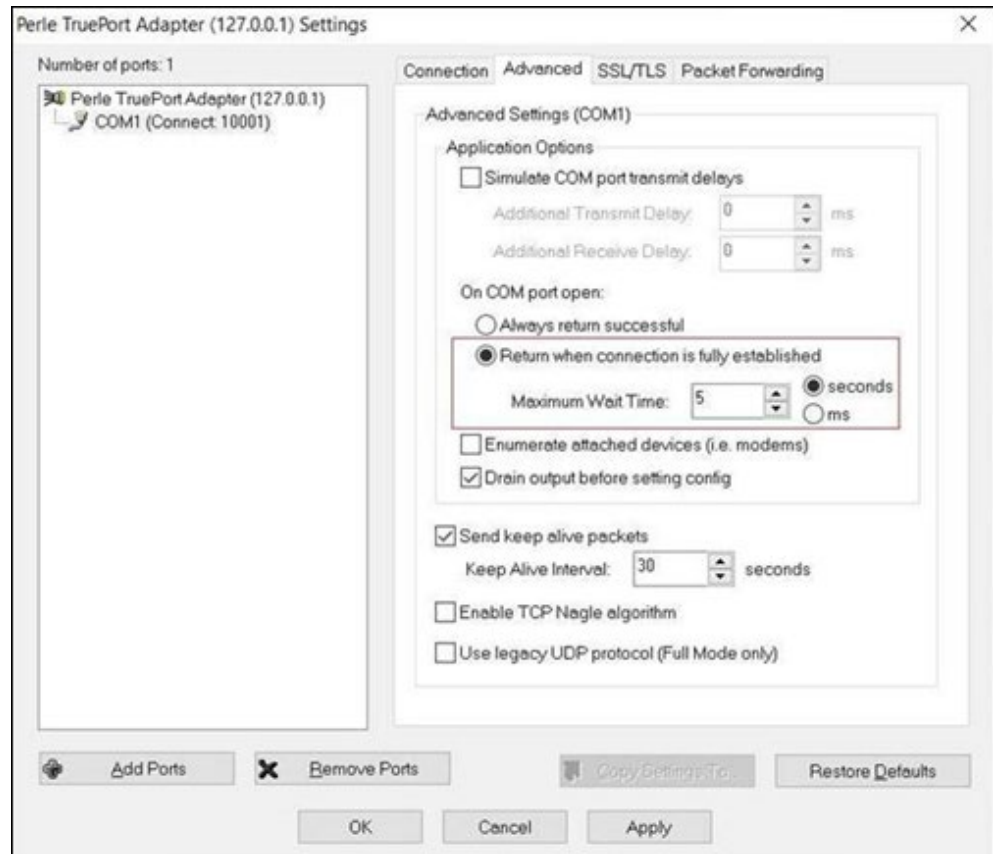 Perle TruePort Adapter (127.0.0.1) Settings
Number of ports: 1
Perle TruePort Adapter (127.0.0.1)
COM1 (Connect 10001)
Connection Advanced SSL/TLS Packet Forwarding
Advanced Settings (COM1)
Application Options
Simulate COM port transmit delays
Additional Transmit Delay: 0 ms
Additional Receive Delay: 0 ms
On COM port open:
Always return successful
Return when connection is fully established
Maximum Wait Time: 5 seconds
ms
Enumerate attached devices (i.e. modems)
Drain output before setting config
Send keep alive packets
Keep Alive Interval: 30 seconds
Enable TCP Nagle algorithm
Use legacy UDP protocol (Full Mode only)
Add Ports Remove Ports Copy Settings To... Restore Defaults
OK Cancel Apply